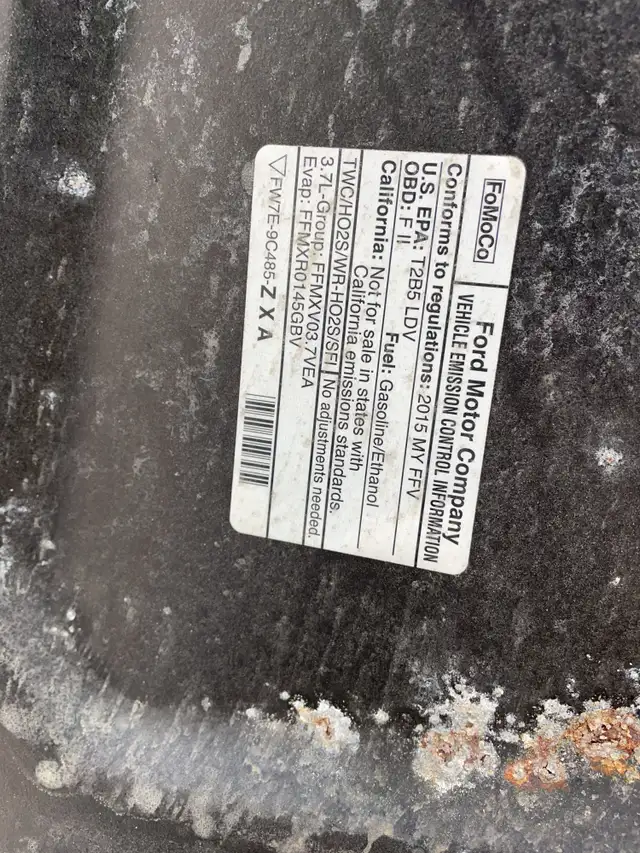 FoMoCo
Ford Motor Company
VEHICLE EMISSION CONTROL INFORMATION
Conforms to regulations: 2015 MY FFV
U.S. EPA: T2B5 LDV
OBD: F II Fuel: Gasoline/Ethanol
California: Not for sale in states with
California emissions standards.
TWC/HO2S/WR-HO2S/SFI No adjustments needed.
3.7L-Group: FFMXV03.7VEA
Evap: FFMXR0145GBV
FW7E-9C485-Z X A